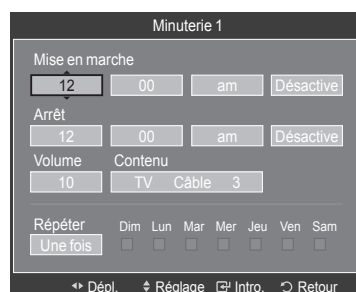 Minuterie 1
Mise en marche
12 00 am Désactive
Arrêt
12 00 am Désactive
Volume Contenu
10 TV Câble 3
Répéter Dim Lun Mar Mer Jeu Ven Sam
Une fois
Dépl. Réglage Intro. Retour